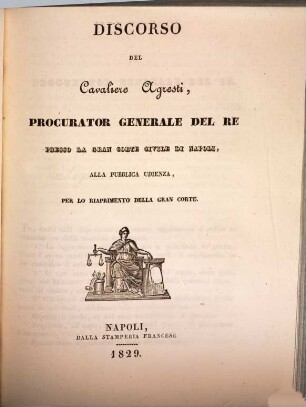 DISCORSO
DEL
Cavaliere Agresti,
PROCURATOR GENERALE DEL RE
PRESSO LA GRAN CORTE CIVILE DI NAPOLI,
ALLA PUBBLICA UDIENZA,
PER LO RIAPRIMENTO DELLA GRAN CORTE.
NAPOLI,
DALLA STAMPERIA FRANCESE
1829.